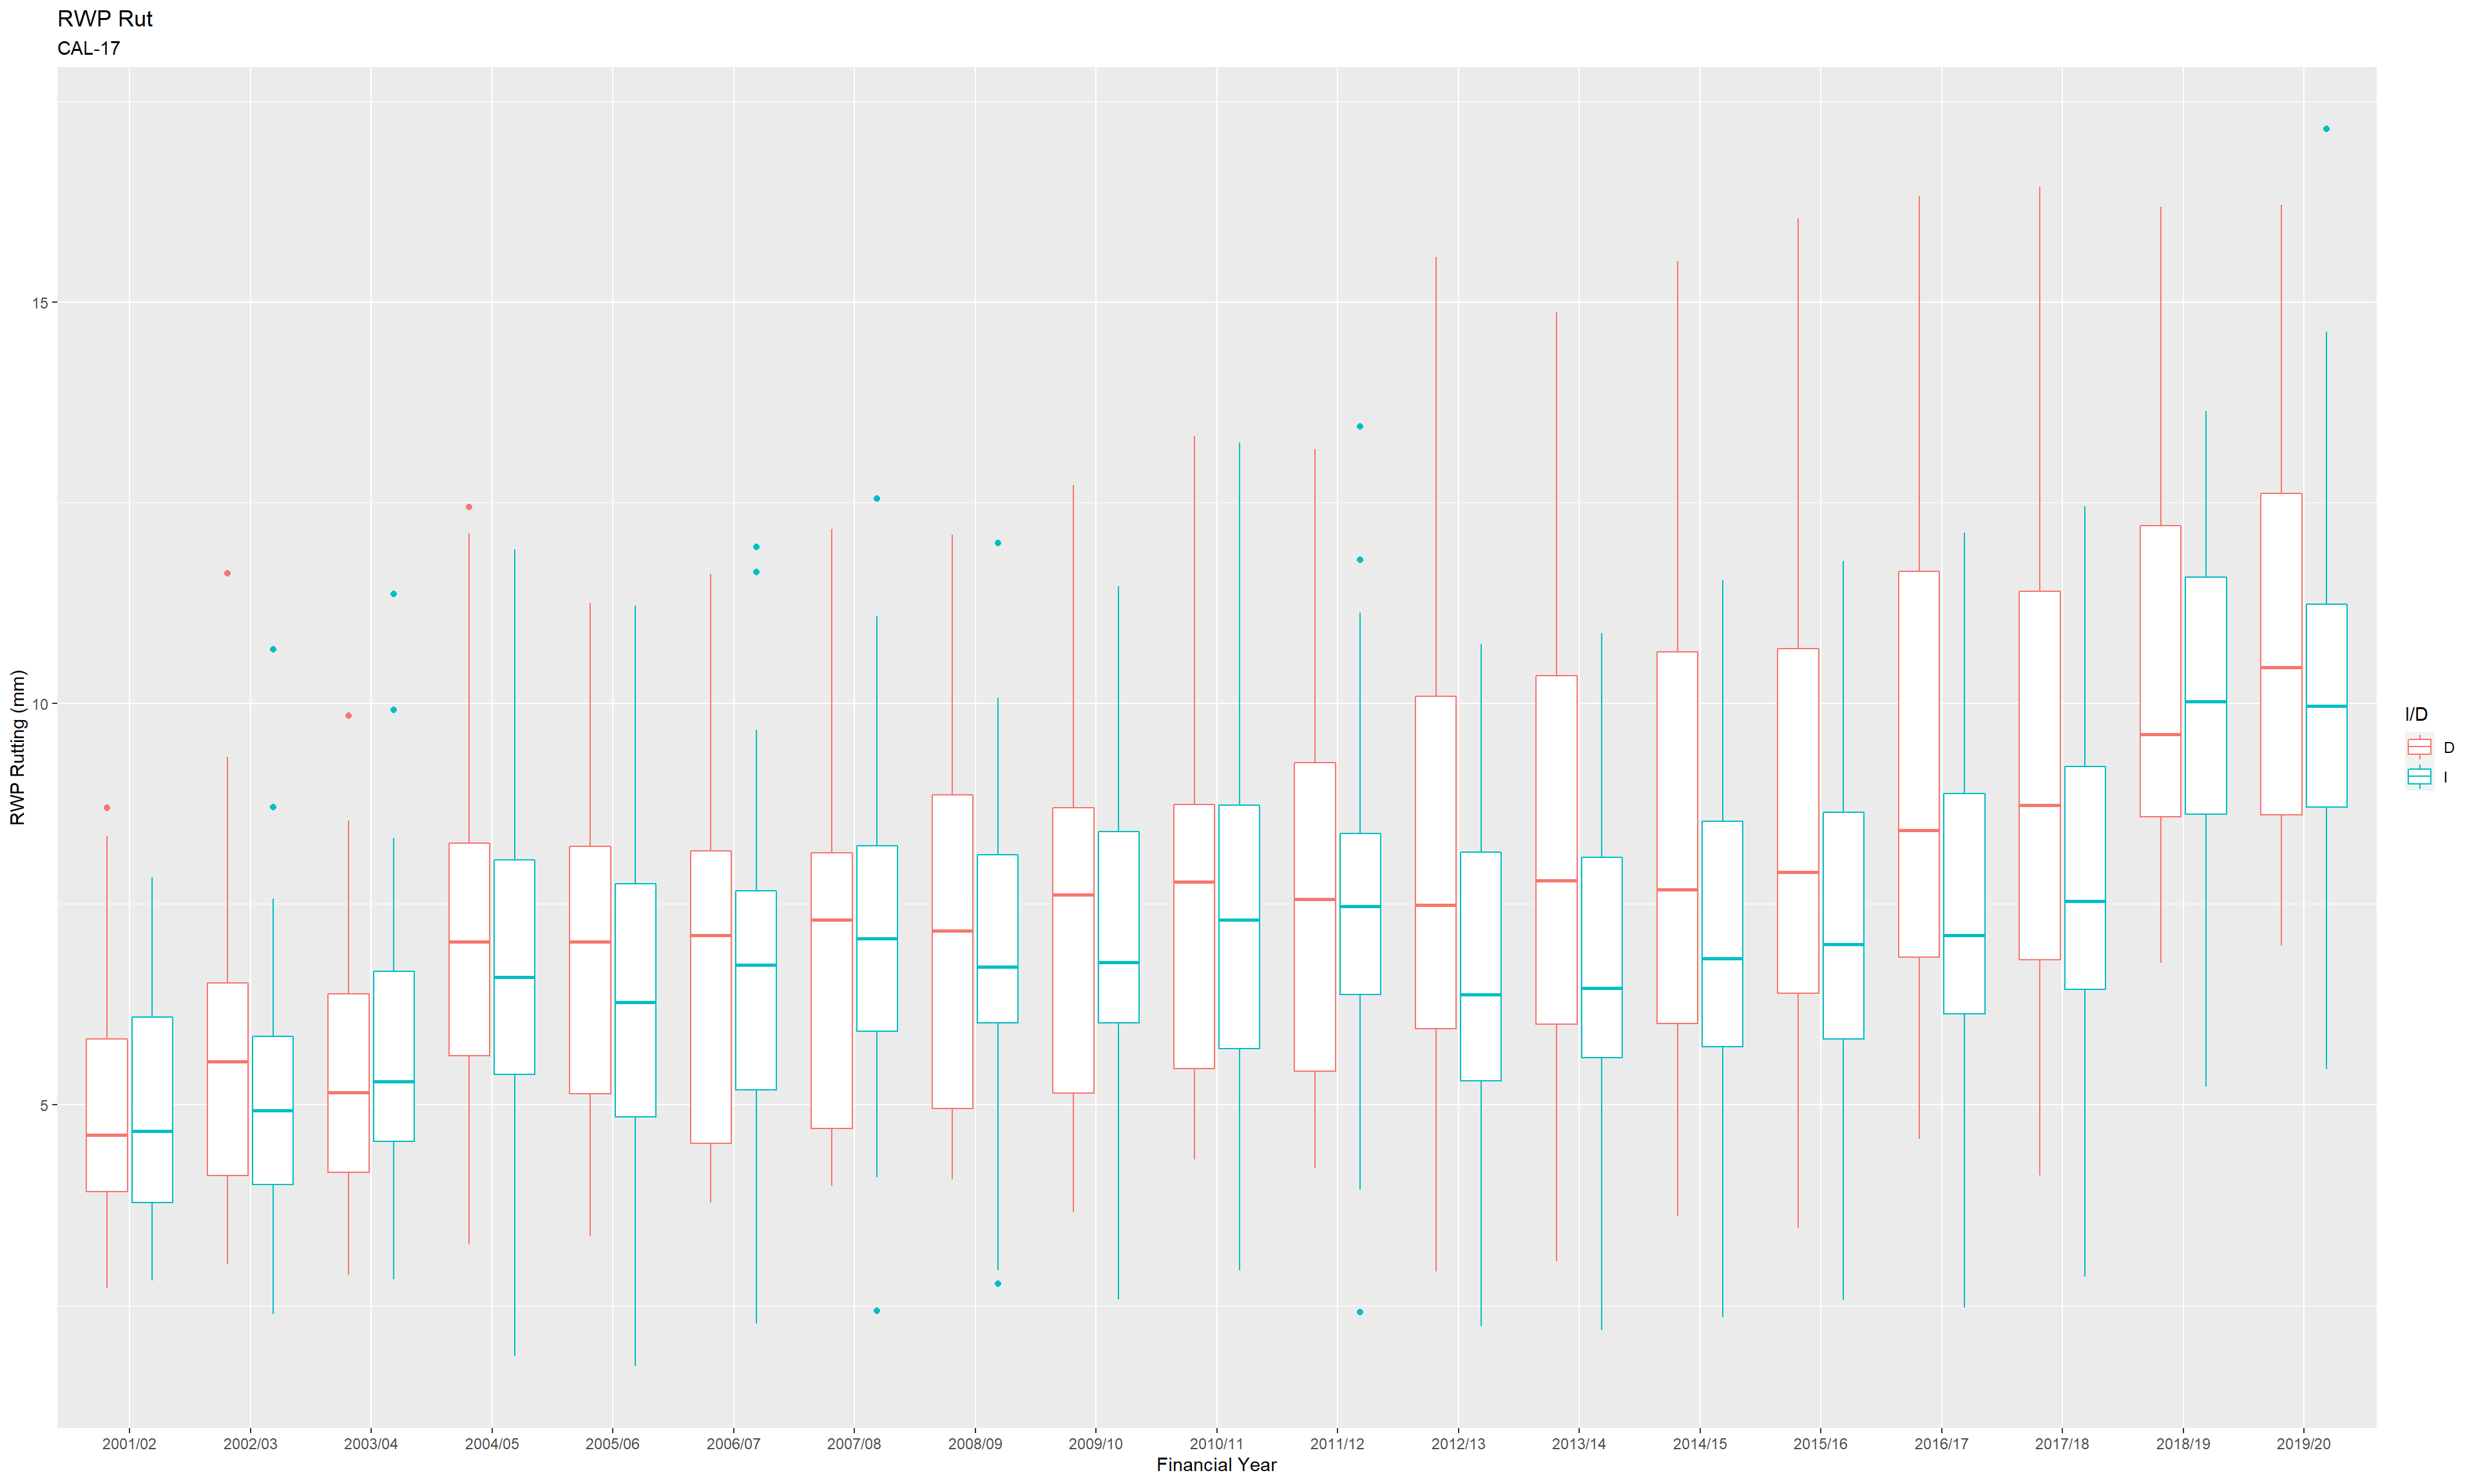 RWP Rut
CAL-17
RWP Rutting (mm)
15
10
5
2001/02 2002/03 2003/04 2004/05 2005/06 2006/07 2007/08 2008/09 2009/10 2010/11 2011/12 2012/13 2013/14 2014/15 2015/16 2016/17 2017/18 2018/19 2019/20
Financial Year
I/D
D
I